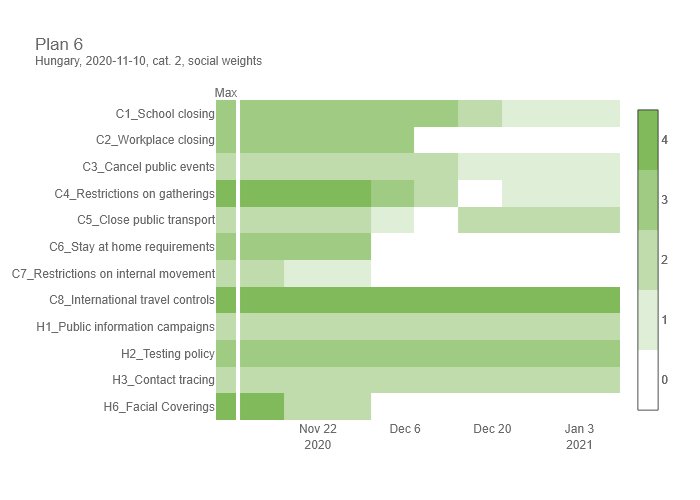 Plan 6
Hungary, 2020-11-10, cat. 2, social weights
Max
C1_School closing
C2_Workplace closing
C3_Cancel public events
C4_Restrictions on gatherings
C5_Close public transport
C6_Stay at home requirements
C7_Restrictions on internal movement
C8_International travel controls
H1_Public information campaigns
H2_Testing policy
H3_Contact tracing
H6_Facial Coverings
Nov 22 Dec 6 Dec 20 Jan 3
2020 2021
4
3
2
1
0